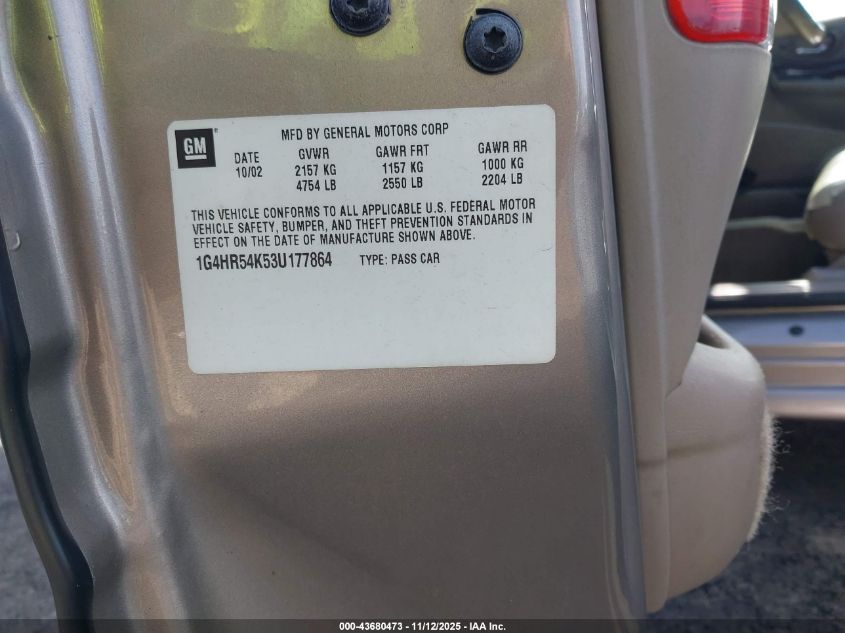 GM
MFD BY GENERAL MOTORS CORP
DATE GVWR GAWR FRT GAWR RR
10/02 2157 KG 1157 KG 1000 KG
4754 LB 2550 LB 2204 LB
THIS VEHICLE CONFORMS TO ALL APPLICABLE U.S. FEDERAL MOTOR
VEHICLE SAFETY, BUMPER, AND THEFT PREVENTION STANDARDS IN
EFFECT ON THE DATE OF MANUFACTURE SHOWN ABOVE.
1G4HR54K53U177864 TYPE: PASS CAR
000-43680473 - 11/12/2025 - IAA Inc.